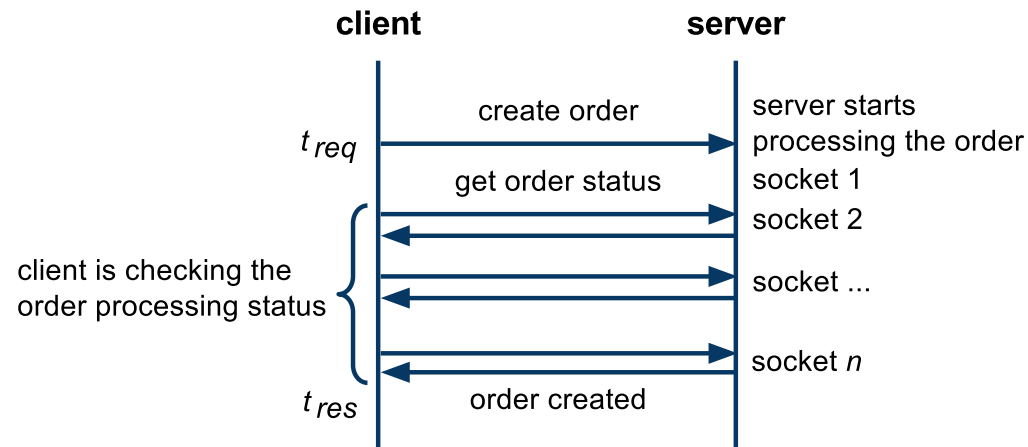 client
server
create order
server starts
processing the order
t req
get order status
socket 1
socket 2
client is checking the
order processing status
socket ...
socket n
t res
order created